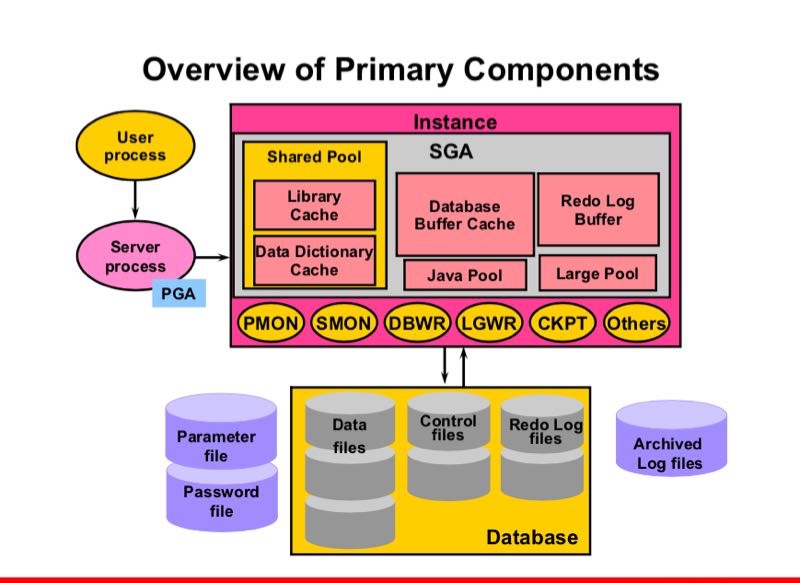 Overview of Primary Components
Instance
User
process
Shared Pool
SGA
Library
Cache
Database
Buffer Cache
Redo Log
Buffer
Server
process
Data Dictionary
Cache
Java Pool
Large Pool
PGA
PMON
SMON
DBWR
LGWR
CKPT
Others
Parameter
file
Password
file
Data
files
Control
files
Redo Log
files
Database
Archived
Log files